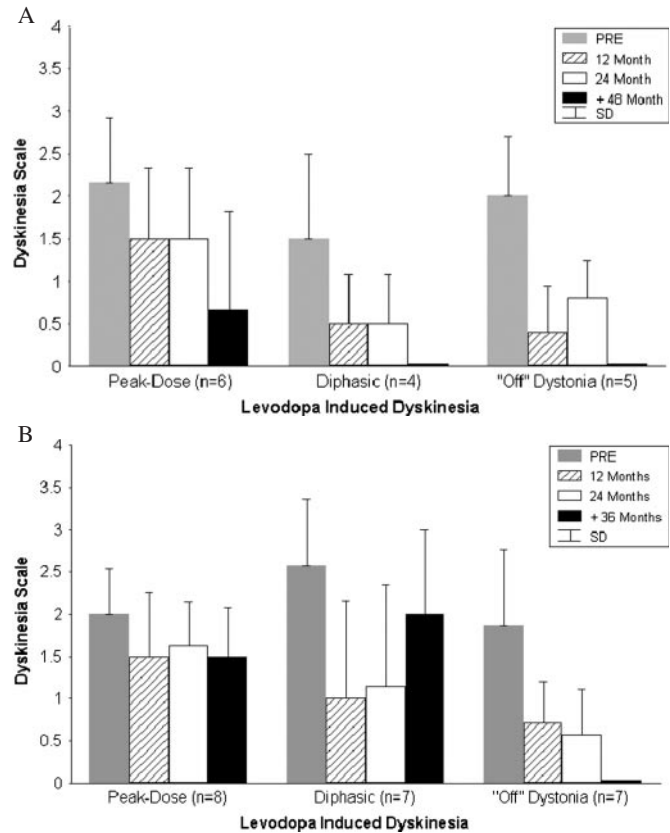 A
4
3.5
3
2.5
2
1.5
1
0.5
0
Dyskinesia Scale
PRE
12 Month
24 Month
+ 48 Month
SD
Peak-Dose (n=6) Diphasic (n=4) "Off" Dystonia (n=5)
Levodopa Induced Dyskinesia
B
4
3.5
3
2.5
2
1.5
1
0.5
0
Dyskinesia Scale
PRE
12 Months
24 Months
+ 36 Months
SD
Peak-Dose (n=8) Diphasic (n=7) "Off" Dystonia (n=7)
Levodopa Induced Dyskinesia